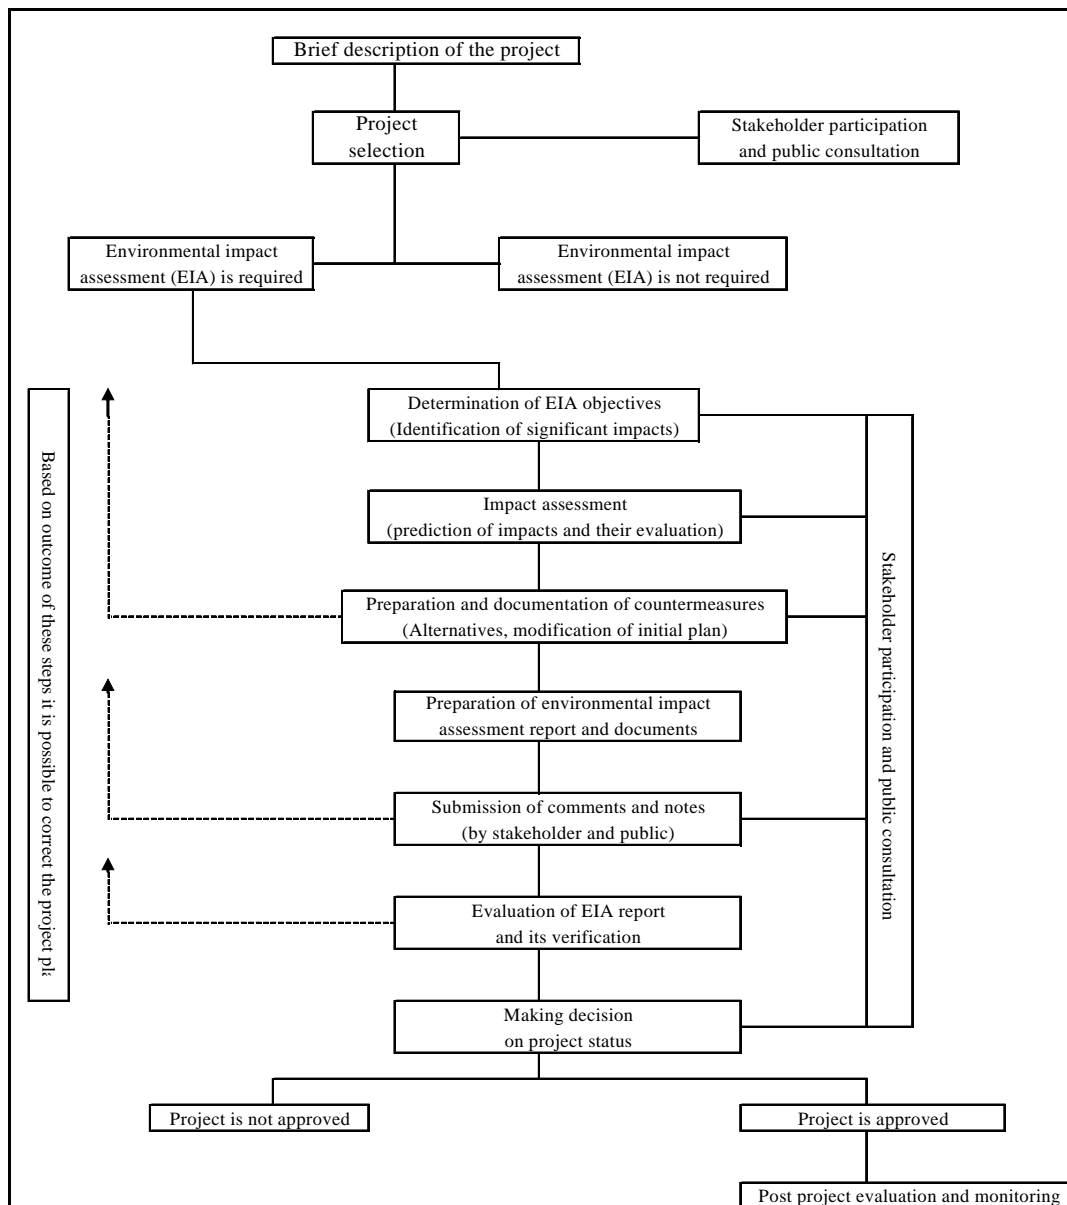 Brief description of the project
Project
selection
Stakeholder participation
and public consultation
Environmental impact
assessment (EIA) is required
Environmental impact
assessment (EIA) is not required
Determination of EIA objectives
(Identification of significant impacts)
Impact assessment
(prediction of impacts and their evaluation)
Preparation and documentation of countermeasures
(Alternatives, modification of initial plan)
Preparation of environmental impact
assessment report and documents
Submission of comments and notes
(by stakeholder and public)
Evaluation of EIA report
and its verification
Making decision
on project status
Based on outcome of these steps it is possible to correct the project
Stakeholder participation and public consultation
Project is not approved
Project is approved
Post project evaluation and monitoring